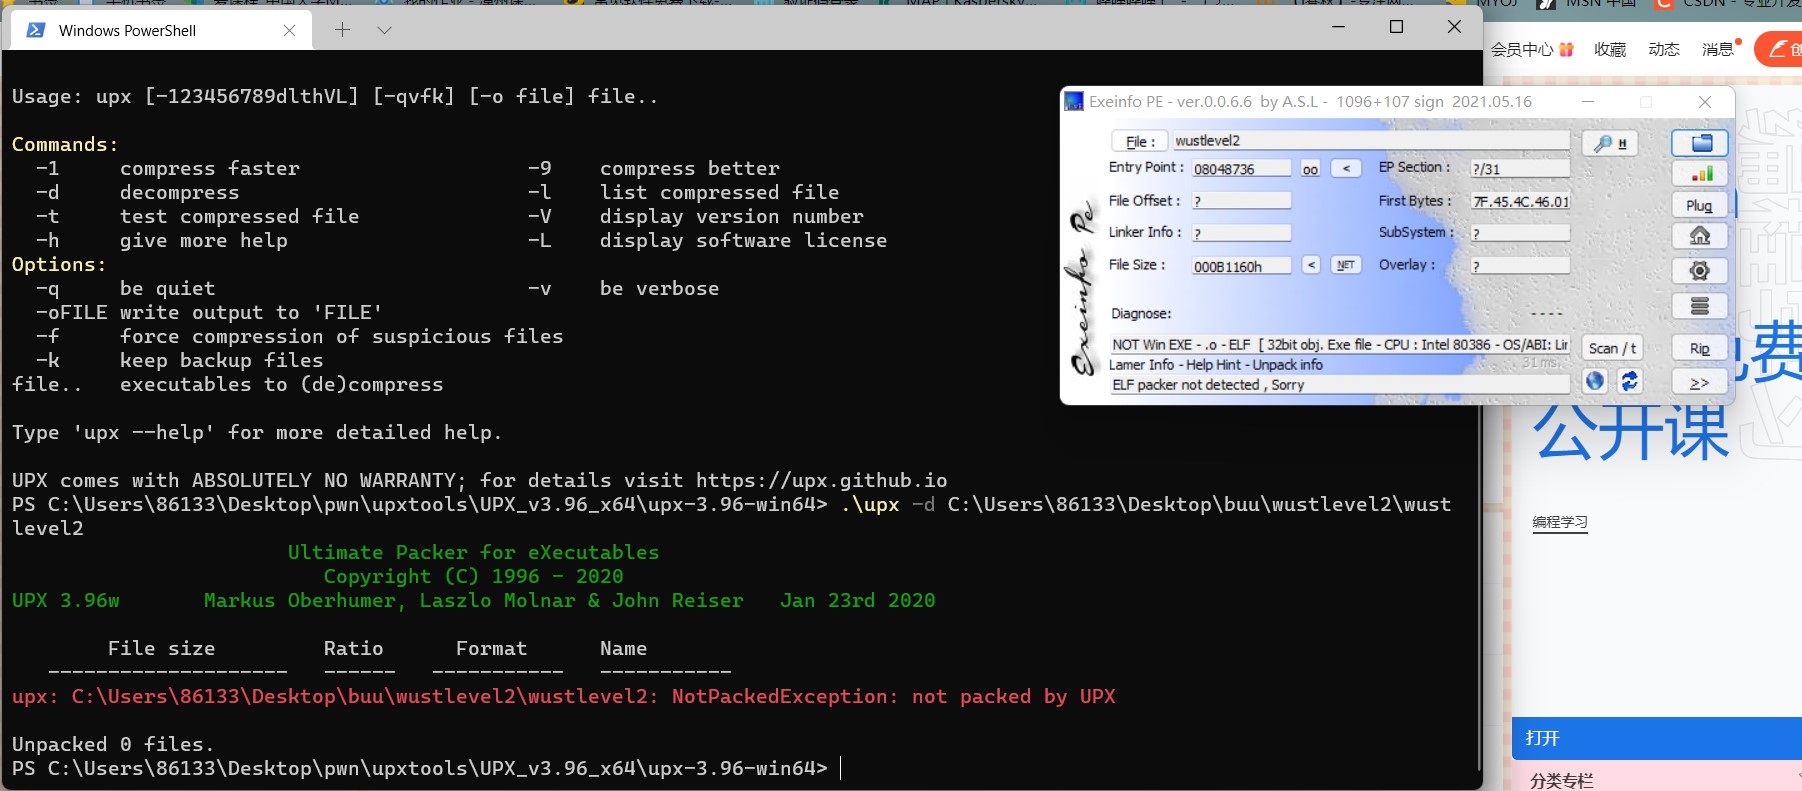 Windows PowerShell
Usage: upx [-123456789dlthVL] [-qvfk] [-o file] file..
Commands:
-1 compress faster -9 compress better
-d decompress -l list compressed file
-t test compressed file -V display version number
-h give more help -L display software license
Options:
-q be quiet -v be verbose
-oFILE write output to 'FILE'
-f force compression of suspicious files
-k keep backup files
file.. executables to (de)compress
Type 'upx --help' for more detailed help.
UPX comes with ABSOLUTELY NO WARRANTY; for details visit https://upx.github.io
PS C:\Users\86133\Desktop\pwn\upxtools\UPX_v3.96_x64\upx-3.96-win64> .\upx -d C:\Users\86133\Desktop\buu\wustlevel2\wust
level2
Ultimate Packer for eXecutables
Copyright (C) 1996 - 2020
UPX 3.96w Markus Oberhumer, Laszlo Molnar & John Reiser Jan 23rd 2020
File size Ratio Format Name
-------------------- ------ ----------- -----------
upx: C:\Users\86133\Desktop\buu\wustlevel2\wustlevel2: NotPackedException: not packed by UPX
Unpacked 0 files.
PS C:\Users\86133\Desktop\pwn\upxtools\UPX_v3.96_x64\upx-3.96-win64>
会员中心 收藏 动态 消息 创
Exeinfo PE - ver.0.0.6.6 by A.S.L - 1096+107 sign 2021.05.16
File : wustlevel2 H
Entry Point : 08048736 oo < EP Section : ?/31
File Offset : ? First Bytes : 7F.45.4C.46.01 Plug
Linker Info : ? SubSystem : ?
File Size : 000B1160h < NET Overlay : ?
Diagnose: ----
NOT Win EXE - .o - ELF [ 32bit obj. Exe file - CPU : Intel 80386 - OS/ABI: Lin Scan / t Rip
Lamer Info - Help Hint - Unpack info 31 ms.
ELF packer not detected , Sorry >>
Exeinfo Pe
费
公开课
编程学习
打开
分类专栏